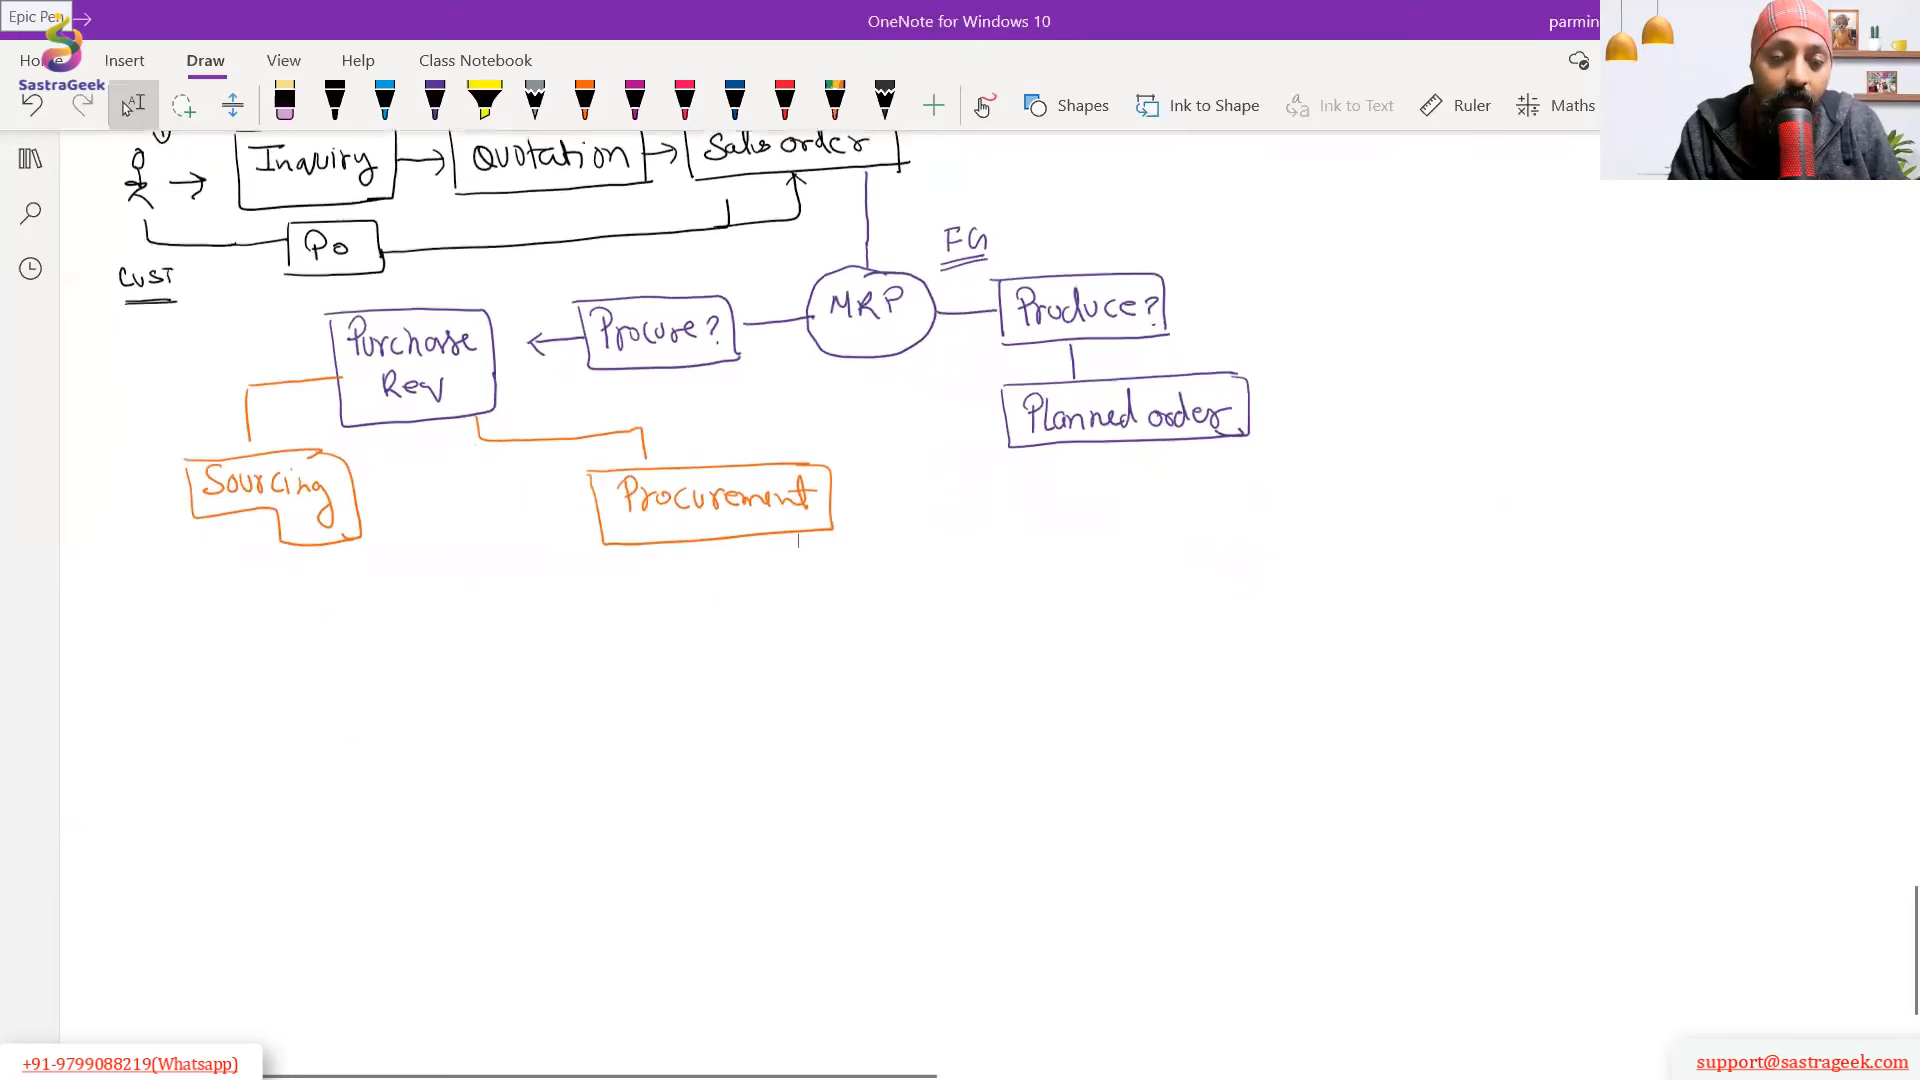 Epic Pen
OneNote for Windows 10
parmin
Home
Insert
Draw
View
Help
Class Notebook
SastraGeek
Shapes
Ink to Shape
Ink to Text
Ruler
Maths
Inquiry
Quotation
Sales order
PO
CUST
FG
MRP
Produce?
Procure?
Purchase
Req
Planned order
Sourcing
Procurement
+91-9799088219(Whatsapp)
support@sastrageek.com